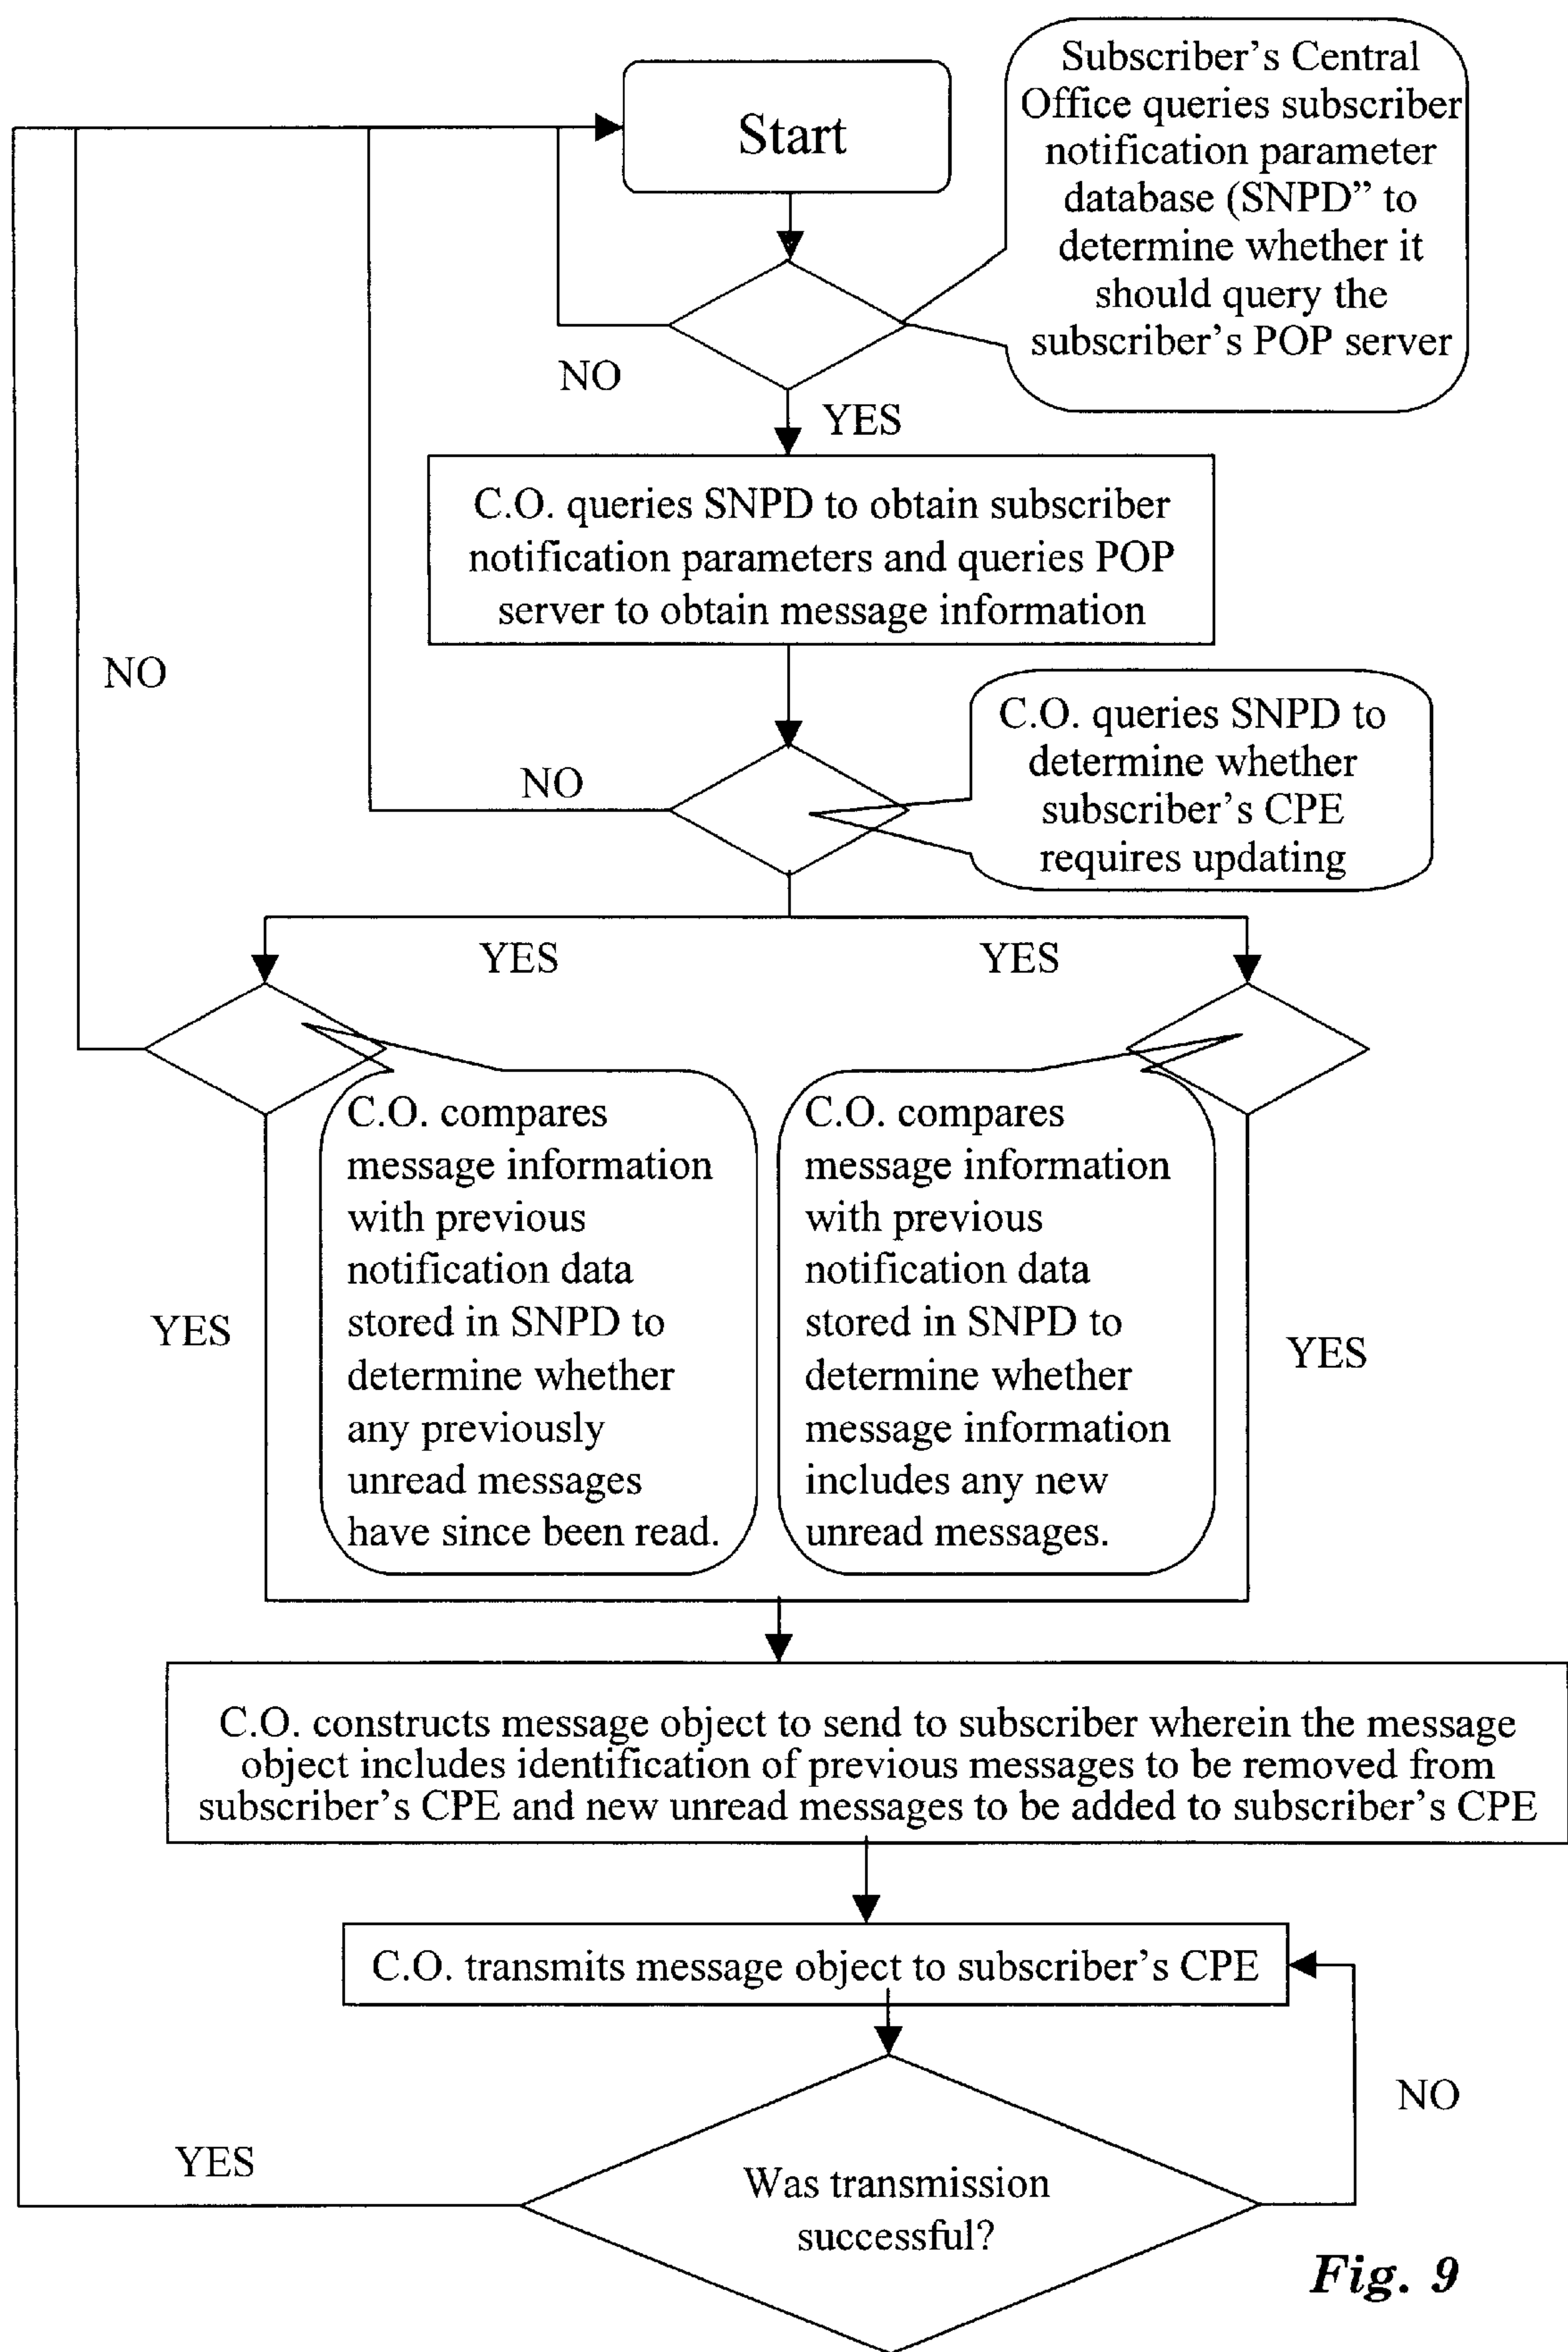 Start
Subscriber's Central
Office queries subscriber
notification parameter
database (SNPD” to
determine whether it
should query the
subscriber's POP server
NO
YES
C.O. queries SNPD to obtain subscriber
notification parameters and queries POP
server to obtain message information
NO
NO
C.O. queries SNPD to
determine whether
subscriber's CPE
requires updating
YES
YES
C.O. compares
message information
with previous
notification data
stored in SNPD to
determine whether
any previously
unread messages
have since been read.
C.O. compares
message information
with previous
notification data
stored in SNPD to
determine whether
message information
includes any new
unread messages.
YES
YES
C.O. constructs message object to send to subscriber wherein the message
object includes identification of previous messages to be removed from
subscriber's CPE and new unread messages to be added to subscriber's CPE
C.O. transmits message object to subscriber's CPE
NO
YES
Was transmission
successful?
Fig. 9